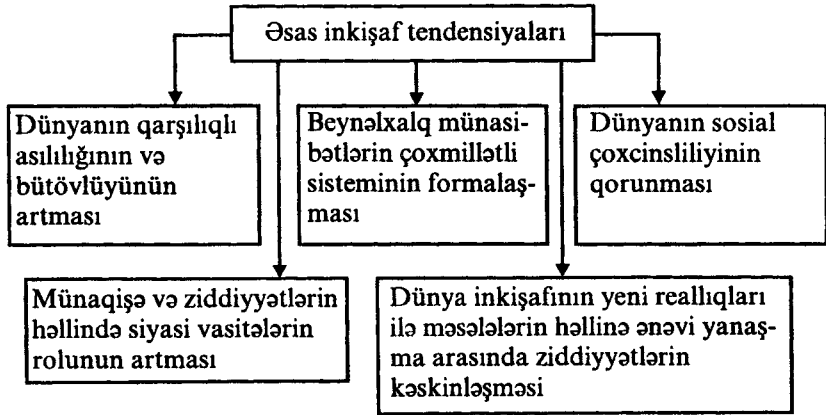 Əsas inkişaf tendensiyaları
Dünyanın qarşılıqlı
asılılığının və
bütövlüyünün
artması
Beynəlxalq münasi-
bətlərin çoxmillətli
sisteminin formalaş-
ması
Dünyanın sosial
çoxcinsliliyinin
qorunması
Münaqişə və ziddiyyətlərin
həllində siyasi vasitələrin
rolunun artması
Dünya inkişafının yeni reallıqları
ilə məsələlərin həllinə ənəvi yanaş-
ma arasında ziddiyyətlərin
kəskinləşməsi